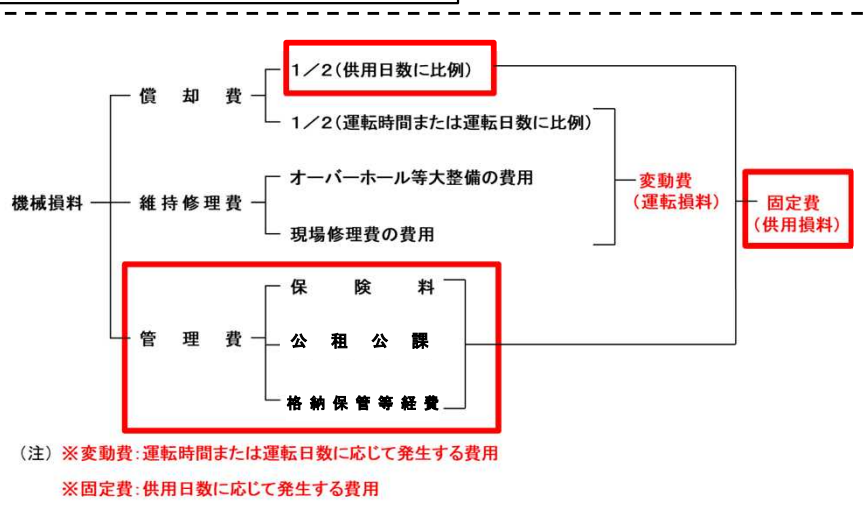 1/2(供用日数に比例)
償却費
1/2(運転時間または運転日数に比例)
オーバーホール等大整備の費用
変動費
(運転損料)
機械損料
維持修理費
固定費
(供用損料)
現場修理費の費用
保険料
管理費
公租公課
格納保管等経費
(注) ※変動費:運転時間または運転日数に応じて発生する費用
※固定費:供用日数に応じて発生する費用